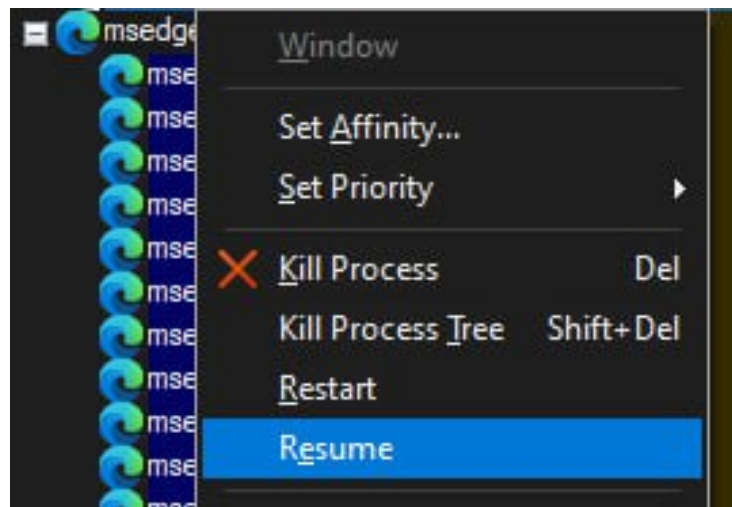 msedge
Window
mse
mse
Set Affinity...
mse
Set Priority
mse
mse
Kill Process Del
mse
mse
Kill Process Tree Shift+Del
mse
Restart
mse
Resume
mse